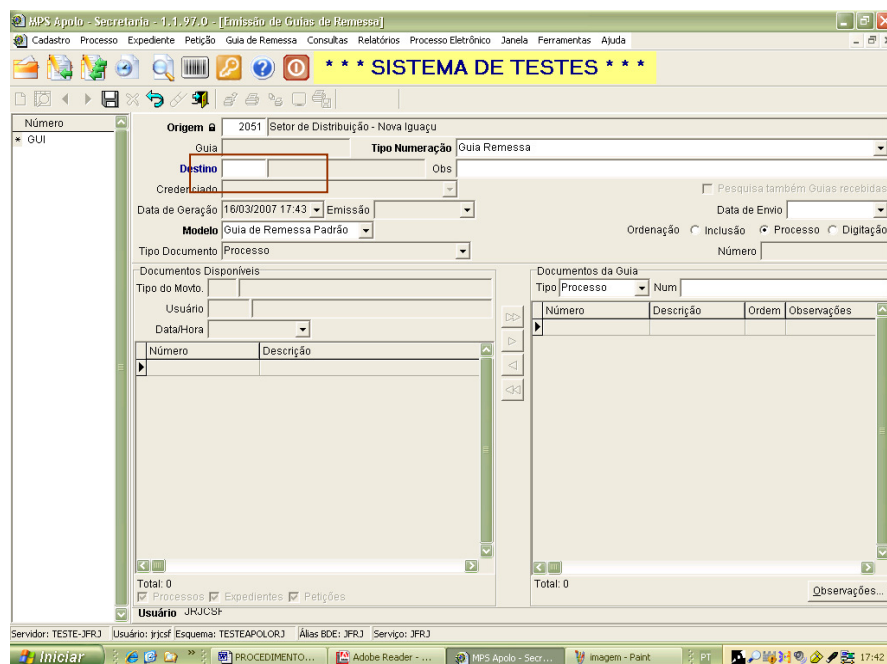 MPS Apolo - Secretaria - 1.1.97.0 - [Emissão de Guias de Remessa]
Cadastro Processo Expediente Petição Guia de Remessa Consultas Relatórios Processo Eletrônico Janela Ferramentas Ajuda
* * * SISTEMA DE TESTES * * *
Número
* GUI
Origem 2051 Setor de Distribuição - Nova Iguaçu
Guia Tipo Numeração Guia Remessa
Destino Obs
Credenciado Pesquisa também Guias recebidas
Data de Geração 16/03/2007 17:43 Emissão Data de Envio
Modelo Guia de Remessa Padrão Ordenação Inclusão Processo Digitação
Tipo Documento Processo Número
Documentos Disponíveis Documentos da Guia
Tipo do Movto. Tipo Processo Num
Usuário
Data/Hora
Número Descrição Ordem Observações
Número Descrição
Total: 0 Total: 0
Processos Expedientes Petições Observações...
Usuário JRJCSF
Servidor: TESTE-JFRJ Usuário: jrjcsf Esquema: TESTEAPOLORJ Álias BDE: JFRJ Serviço: JFRJ
Iniciar » PROCEDIMENTO... Adobe Reader - ... MPS Apolo - Secr... imagem - Paint PT 17:42